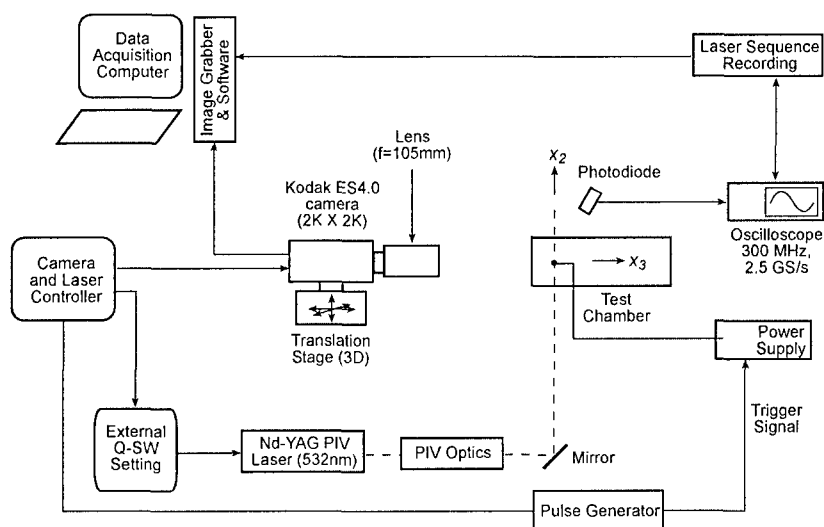 Data
Acquisition
Computer
Image Grabber
& Software
Laser Sequence
Recording
Lens
(f=105mm)
Kodak ES4.0
camera
(2K X 2K)
x2
Photodiode
Oscilloscope
300 MHz,
2.5 GS/s
Camera
and Laser
Controller
x3
Test
Chamber
Translation
Stage (3D)
Power
Supply
Trigger
Signal
External
Q-SW
Setting
Nd-YAG PIV
Laser (532nm)
PIV Optics
Mirror
Pulse Generator